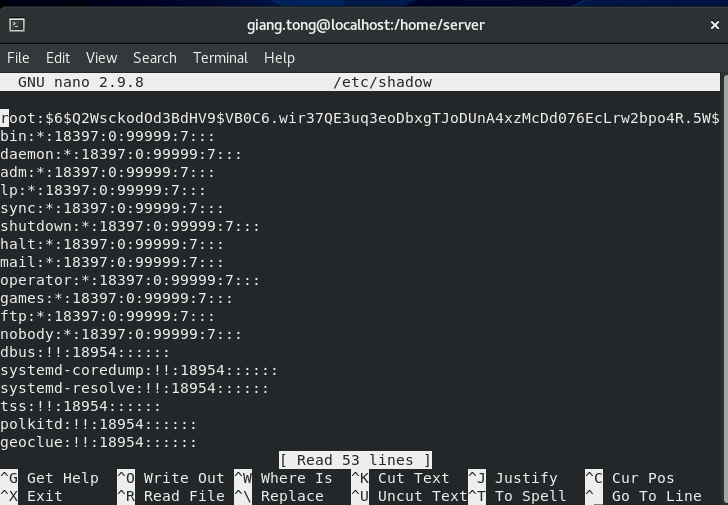 giang.tong@localhost:/home/server
File Edit View Search Terminal Help
GNU nano 2.9.8 /etc/shadow
root:$6$Q2WsckodOd3BdHV9$VB0C6.wir37QE3uq3eoDbxgTJoDUnA4xzMcDd076EcLrw2bpo4R.5W$
bin:*:18397:0:99999:7:::
daemon:*:18397:0:99999:7:::
adm:*:18397:0:99999:7:::
lp:*:18397:0:99999:7:::
sync:*:18397:0:99999:7:::
shutdown:*:18397:0:99999:7:::
halt:*:18397:0:99999:7:::
mail:*:18397:0:99999:7:::
operator:*:18397:0:99999:7:::
games:*:18397:0:99999:7:::
ftp:*:18397:0:99999:7:::
nobody:*:18397:0:99999:7:::
dbus:!!:18954::::::
systemd-coredump:!!:18954::::::
systemd-resolve:!!:18954::::::
tss:!!:18954::::::
polkitd:!!:18954::::::
geoclue:!!:18954::::::
[ Read 53 lines ]
^G Get Help ^O Write Out ^W Where Is ^K Cut Text ^J Justify ^C Cur Pos
^X Exit ^R Read File ^\ Replace ^U Uncut Text ^T To Spell ^_ Go To Line